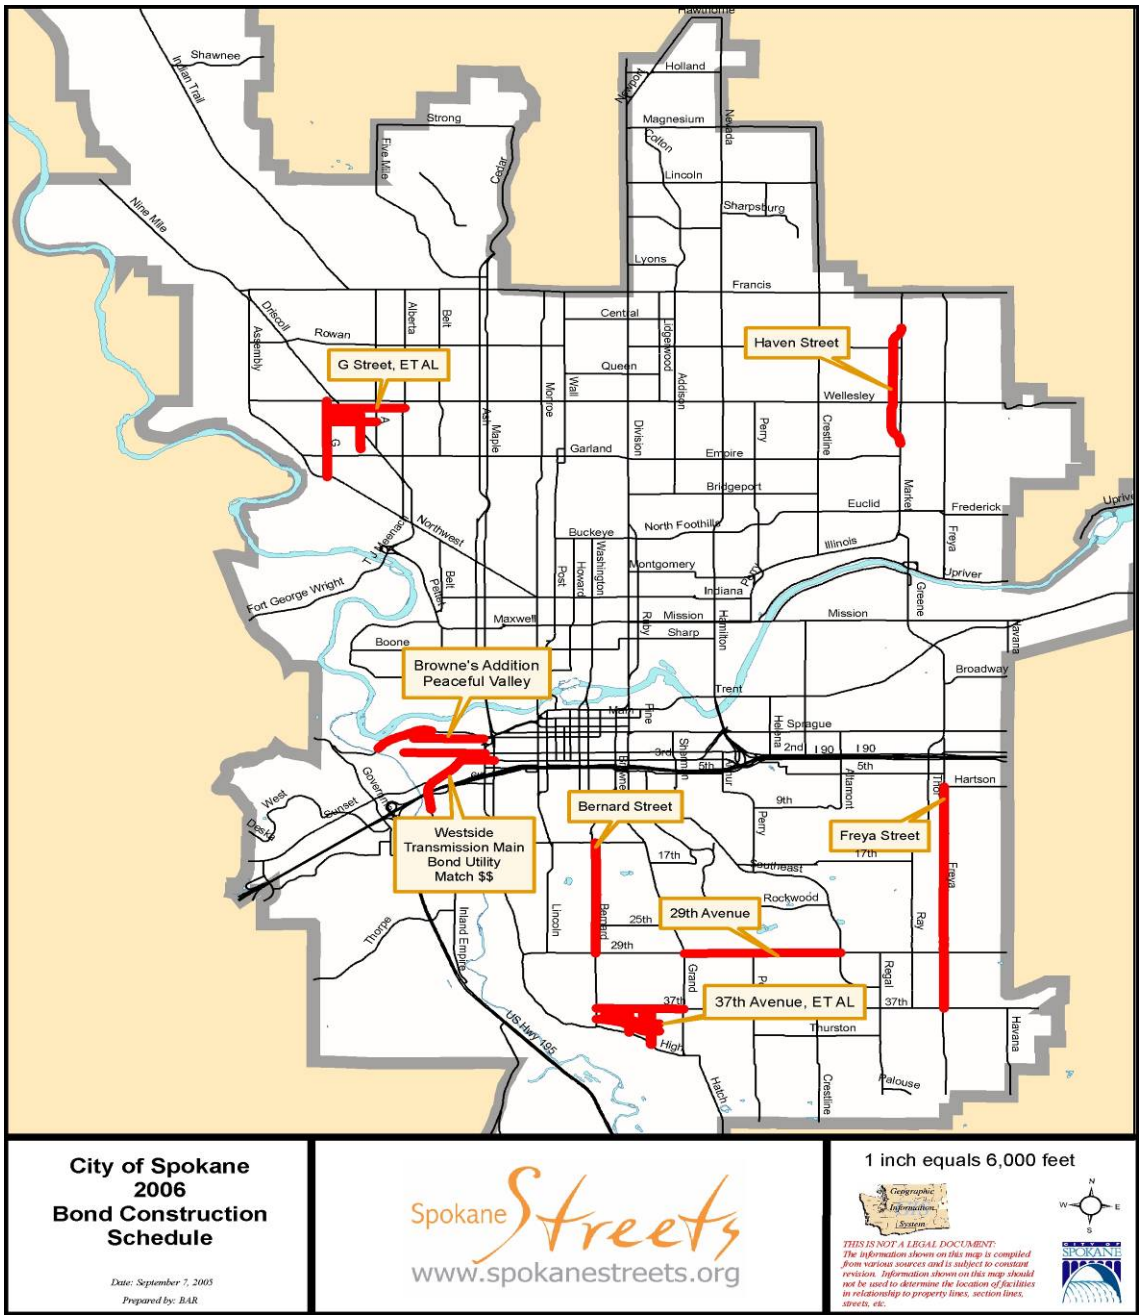 Hawthorne
Shawnee
Indian Trail
Holland
Newport
Nevada
Strong
Magnesium
Colton
Five Mile
Cedar
Lincoln
Nine Mile
Sharpsburg
Lyons
Francis
Driscoll
Alberta
Belt
Central
Lidgerwood
Assembly
Rowan
Haven Street
G Street, ET AL
Queen
Wall
Monroe
Addison
Wellesley
Ash
Maple
A
G
Division
Perry
Crestline
Garland
Empire
Bridgeport
Market
Euclid
Frederick
Upriver
Northwest
North Foothills
Freya
Buckeye
T J Meenach
Washington
Illinois
Belt
Pettet
Post
Howard
Montgomery
Perry
Upriver
Fort George Wright
Indiana
Greene
Maxwell
Ruby
Mission
Hamilton
Mission
Havana
Boone
Sharp
Browne's Addition
Peaceful Valley
Broadway
Trent
Main
Pine
Helena
Sprague
3rd
Sherman
2nd
I 90
I 90
5th
Arthur
5th
Altamont
Browne
Thor
Hartson
West
Sunset
Deska
Bernard Street
9th
Perry
Freya Street
Westside
Transmission Main
Bond Utility
Match $$
17th
Southeast
17th
Freya
Rockwood
29th Avenue
Thorpe
Inland Empire
Lincoln
Bernard
25th
Ray
29th
Grand
Regal
37th
37th Avenue, ET AL
37th
US Hwy 195
High
Thurston
Havana
Hatch
Crestline
Palouse
City of Spokane
2006
Bond Construction
Schedule
Date: September 7, 2005
Prepared by: BAR
Spokane Streets
www.spokanestreets.org
1 inch equals 6,000 feet
Geographic
Information
System
N
W E
S
THIS IS NOT A LEGAL DOCUMENT:
The information shown on this map is compiled
from various sources and is subject to constant
revision. Information shown on this map should
not be used to determine the location of facilities
in relationship to property lines, section lines,
streets, etc.
CITY OF
SPOKANE